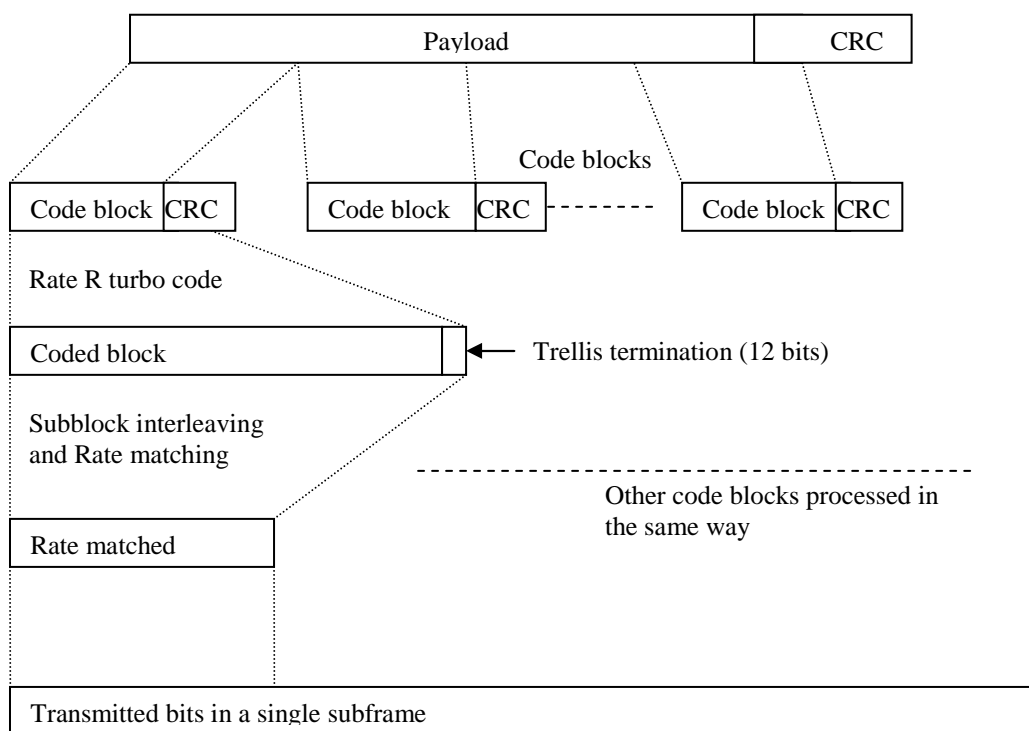 Payload CRC
Code blocks
Code block CRC Code block CRC Code block CRC
Rate R turbo code
Coded block
Trellis termination (12 bits)
Subblock interleaving
and Rate matching
Other code blocks processed in
the same way
Rate matched
Transmitted bits in a single subframe